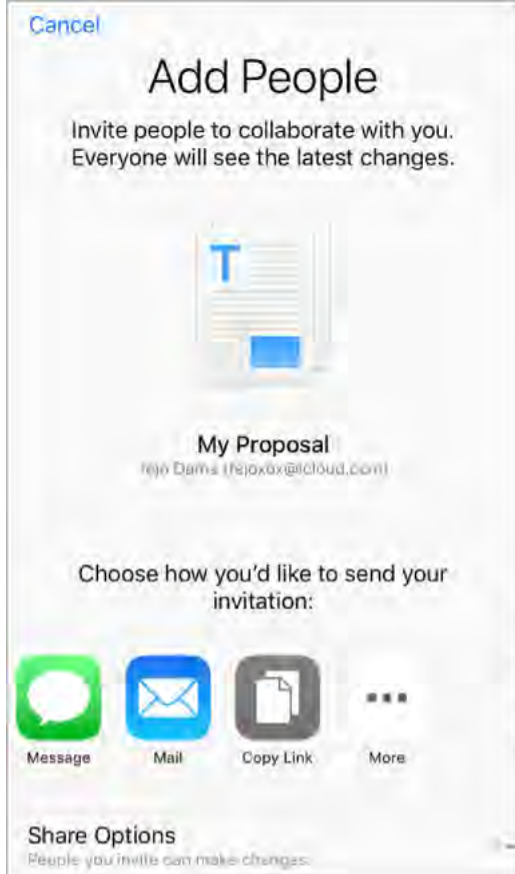 Cancel
Add People
Invite people to collaborate with you.
Everyone will see the latest changes.
T
My Proposal
Choose how you'd like to send your
invitation:
Message Mail Copy Link More
Share Options
People you invite can make changes.